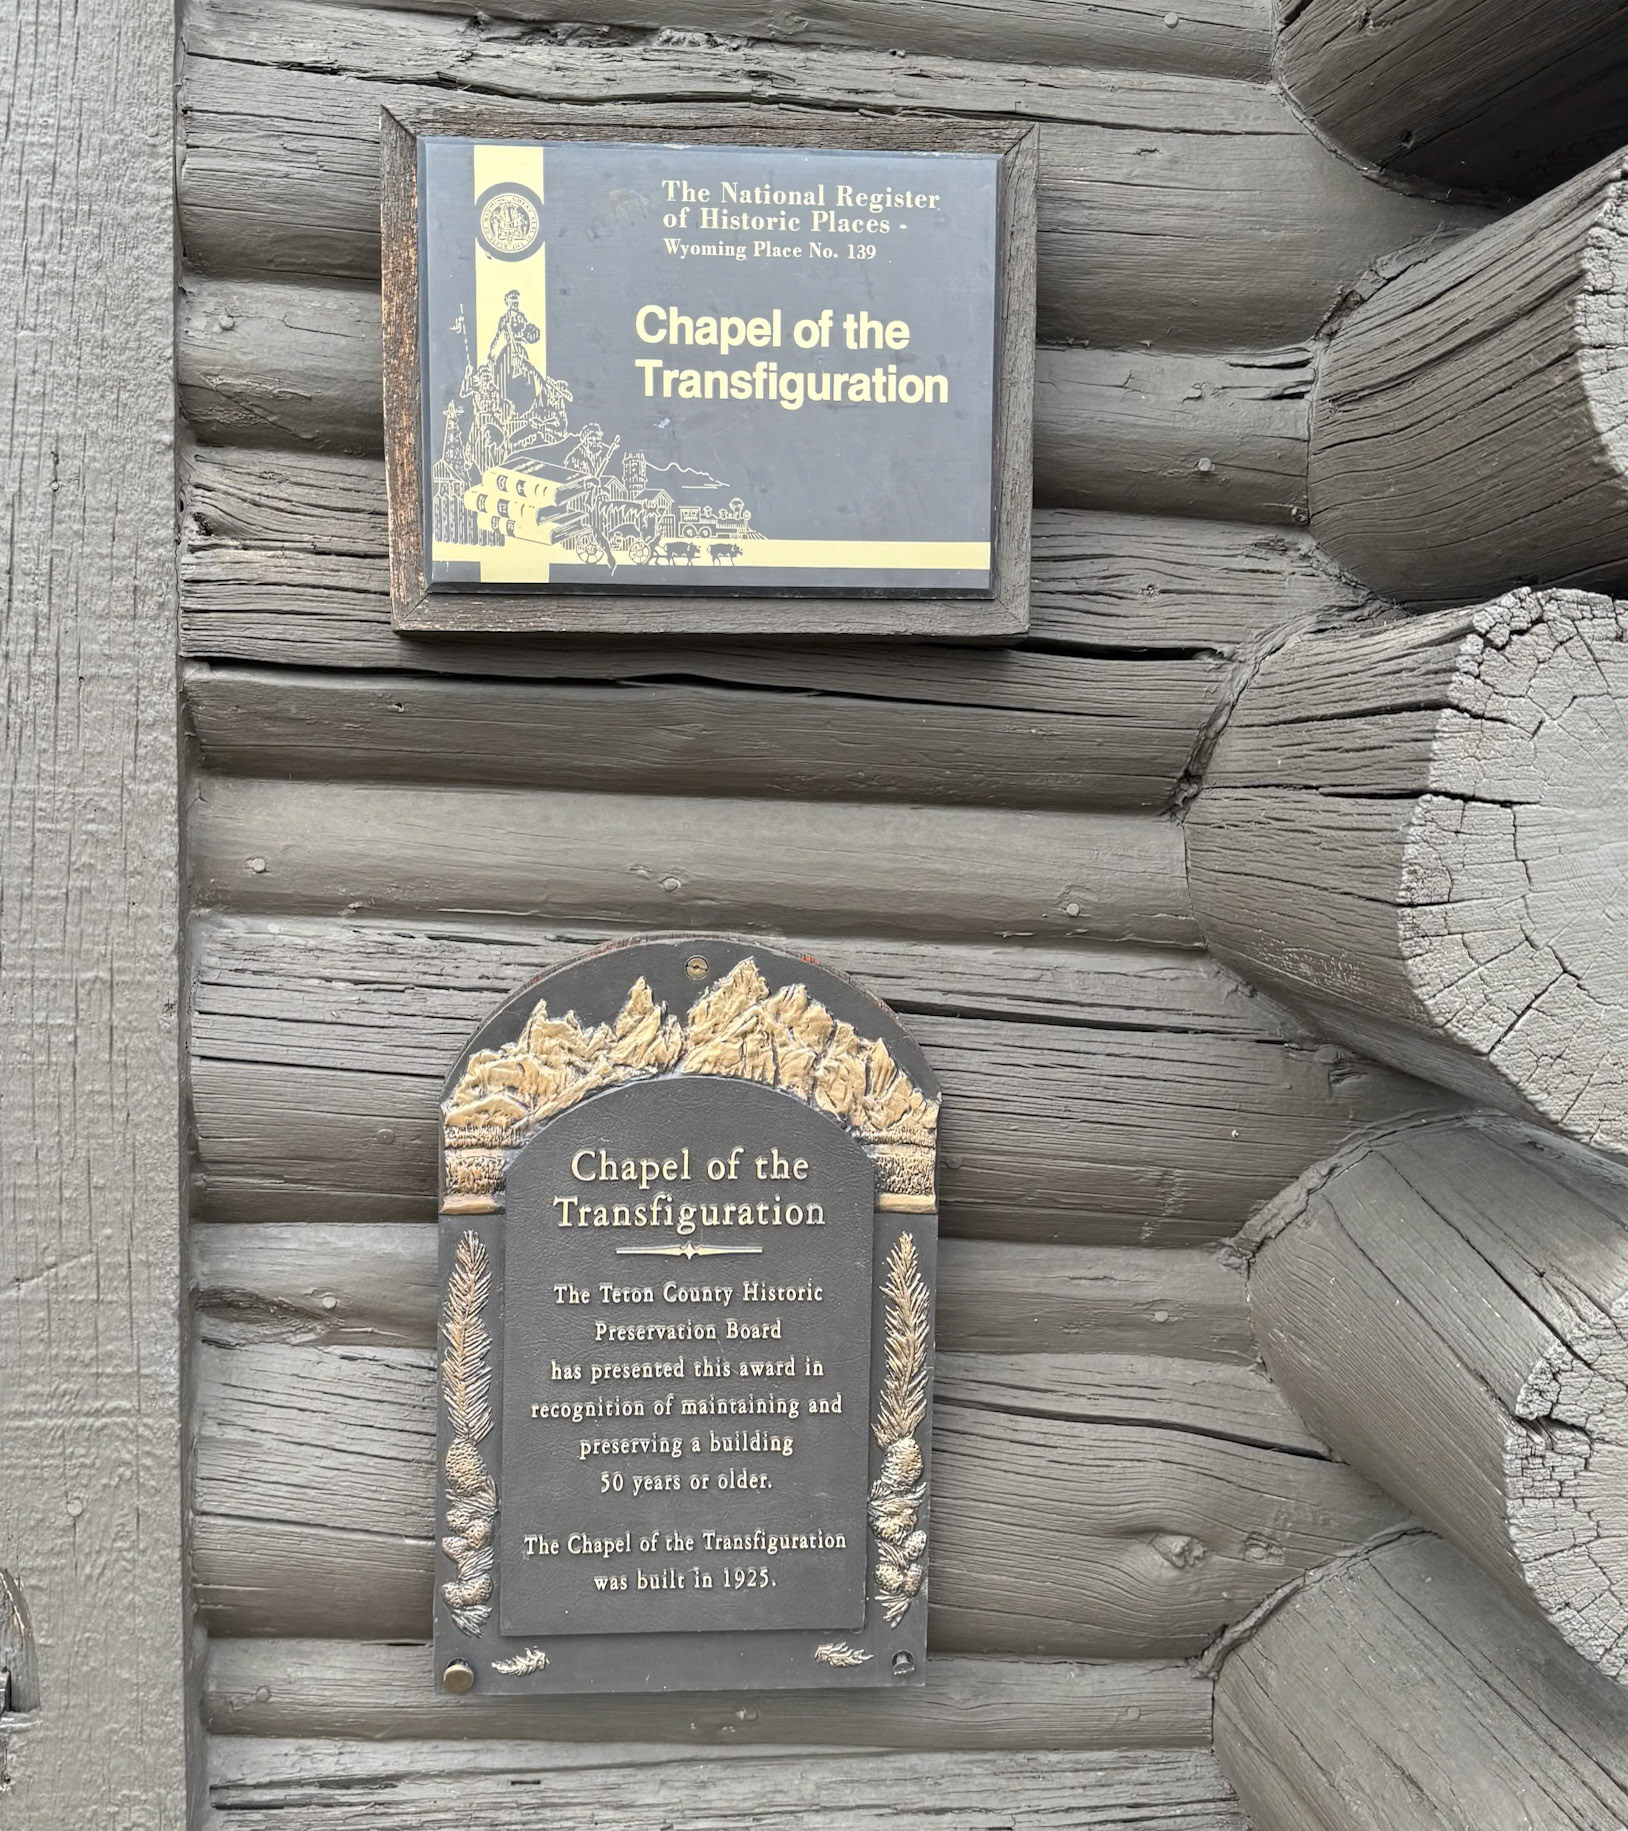 The National Register
of Historic Places -
Wyoming Place No. 139
Chapel of the
Transfiguration
Chapel of the
Transfiguration
The Teton County Historic
Preservation Board
has presented this award in
recognition of maintaining and
preserving a building
50 years or older.
The Chapel of the Transfiguration
was built in 1925.